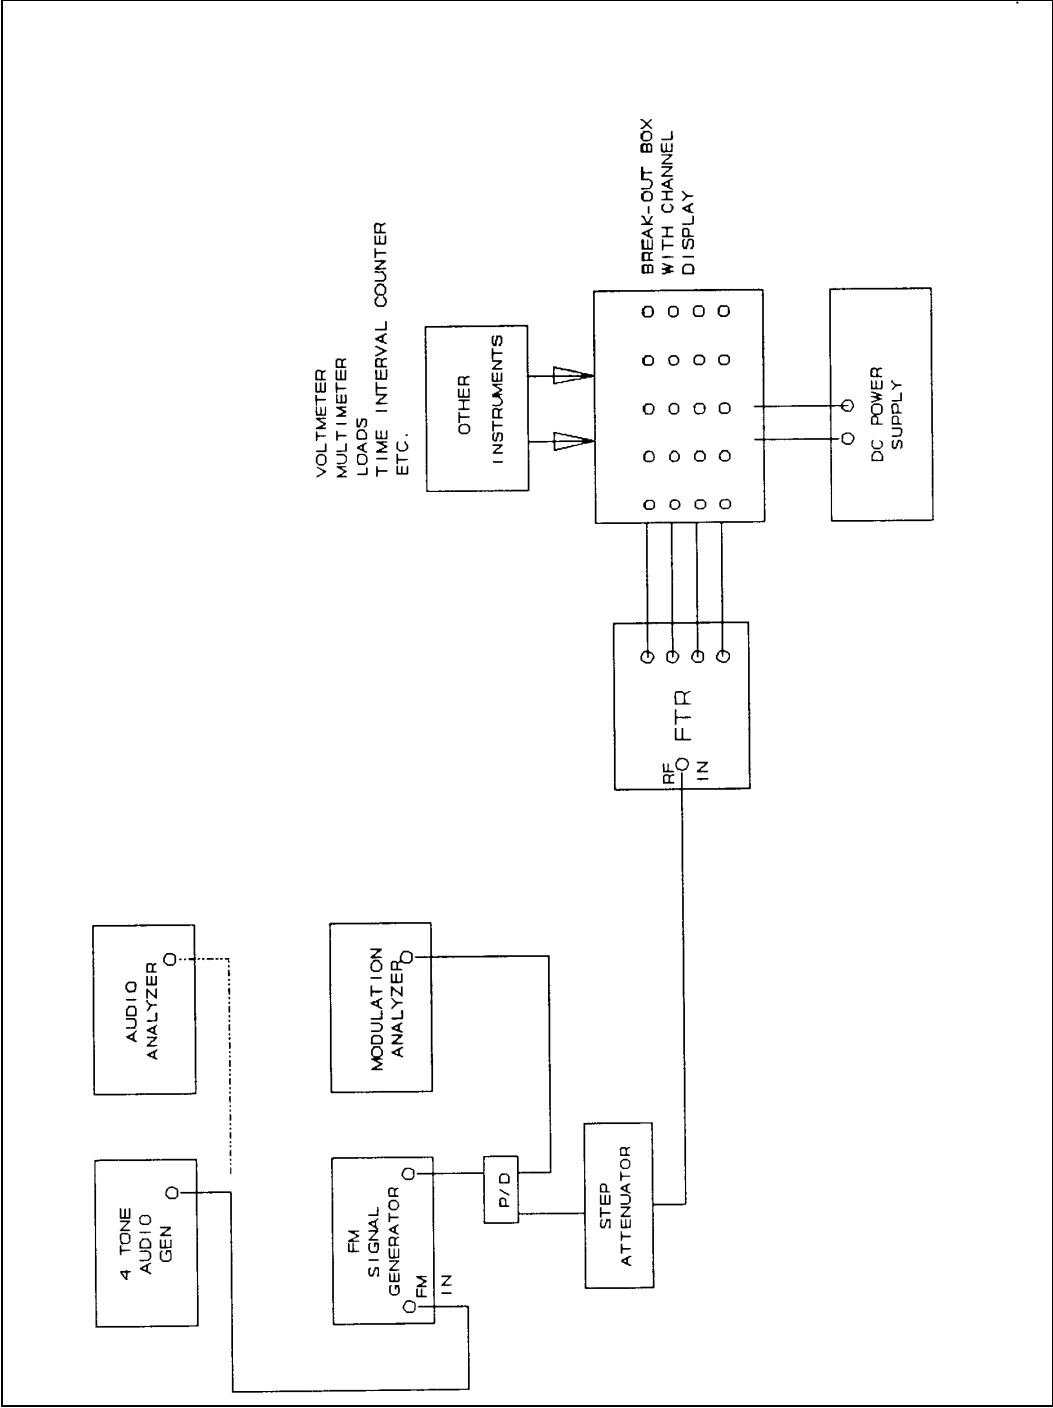 4 TONE
AUDIO
GEN
AUDIO
ANALYZER
FM
SIGNAL
GENERATOR
FM
IN
MODULATION
ANALYZER
P/D
STEP
ATTENUATOR
RF
IN
FTR
VOLTMETER
MULTIMETER
LOADS
TIME INTERVAL COUNTER
ETC.
OTHER
INSTRUMENTS
BREAK-OUT BOX
WITH CHANNEL
DISPLAY
DC POWER
SUPPLY